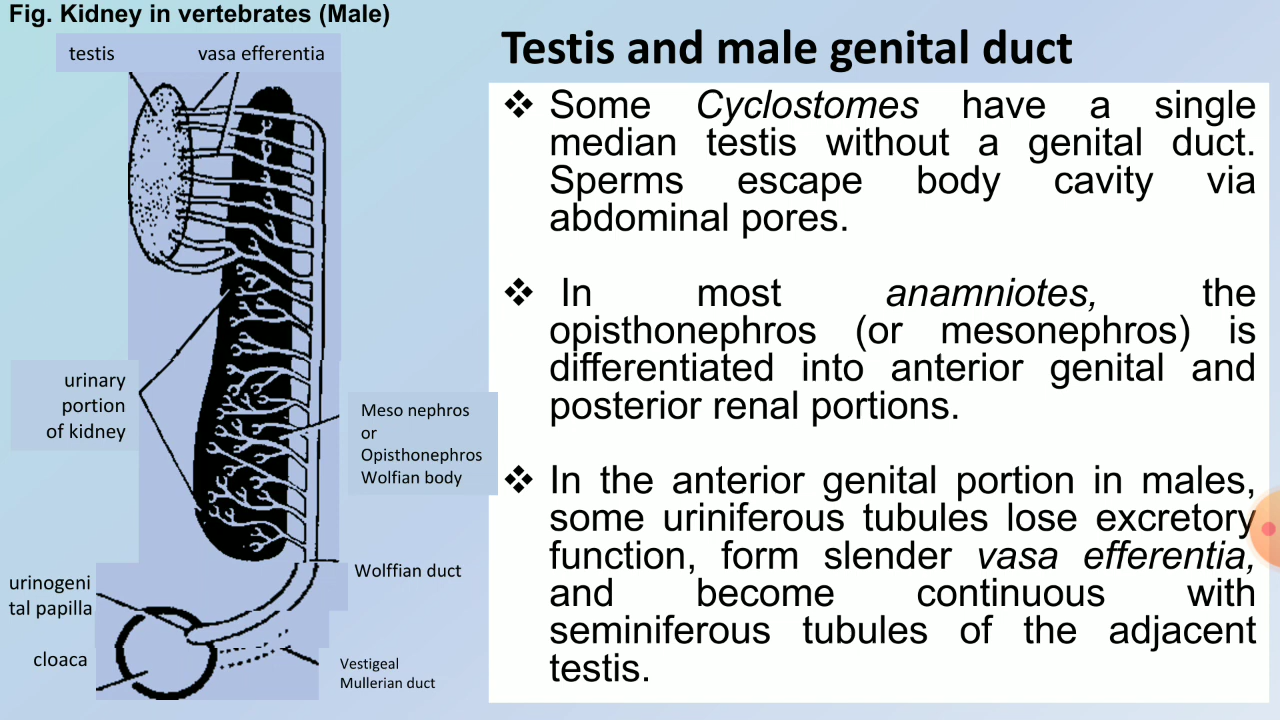 Fig. Kidney in vertebrates (Male)
testis
vasa efferentia
urinary
portion
of kidney
Meso nephros
or
Opisthonephros
Wolfian body
Wolffian duct
urinogeni
tal papilla
cloaca
Vestigeal
Mullerian duct
Testis and male genital duct
❖ Some Cyclostomes have a single
median testis without a genital duct.
Sperms escape body cavity via
abdominal pores.
❖ In most anamniotes, the
opisthonephros (or mesonephros) is
differentiated into anterior genital and
posterior renal portions.
❖ In the anterior genital portion in males,
some uriniferous tubules lose excretory
function, form slender vasa efferentia,
and become continuous with
seminiferous tubules of the adjacent
testis.